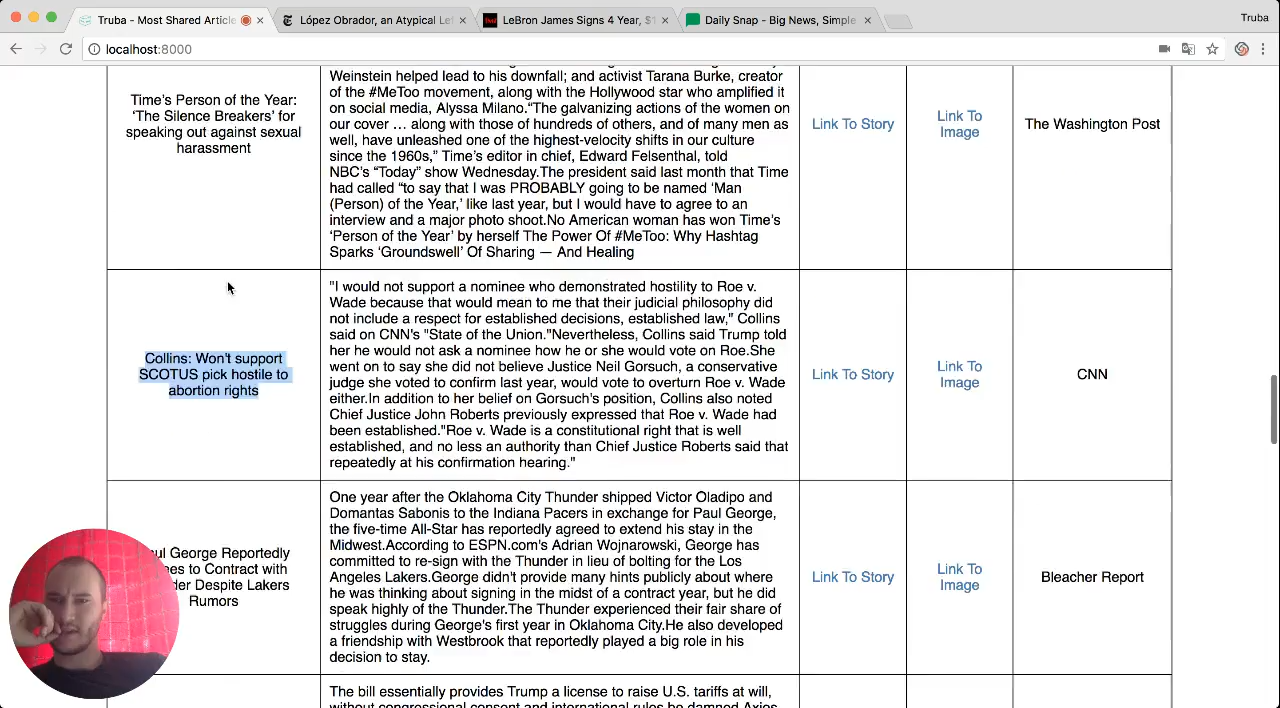 Truba - Most Shared Article
López Obrador, an Atypical Lef
LeBron James Signs 4 Year, $1
Daily Snap - Big News, Simple
Truba
localhost:8000
Time's Person of the Year:
‘The Silence Breakers’ for
speaking out against sexual
harassment
Weinstein helped lead to his downfall; and activist Tarana Burke, creator
of the #MeToo movement, along with the Hollywood star who amplified it
on social media, Alyssa Milano.“The galvanizing actions of the women on
our cover … along with those of hundreds of others, and of many men as
well, have unleashed one of the highest-velocity shifts in our culture
since the 1960s,” Time’s editor in chief, Edward Felsenthal, told
NBC’s “Today” show Wednesday.The president said last month that Time
had called “to say that I was PROBABLY going to be named ‘Man
(Person) of the Year,’ like last year, but I would have to agree to an
interview and a major photo shoot.No American woman has won Time’s
‘Person of the Year’ by herself The Power Of #MeToo: Why Hashtag
Sparks ‘Groundswell’ Of Sharing — And Healing
Link To Story
Link To
Image
The Washington Post
Collins: Won't support
SCOTUS pick hostile to
abortion rights
"I would not support a nominee who demonstrated hostility to Roe v.
Wade because that would mean to me that their judicial philosophy did
not include a respect for established decisions, established law," Collins
said on CNN's "State of the Union."Nevertheless, Collins said Trump told
her he would not ask a nominee how he or she would vote on Roe.She
went on to say she did not believe Justice Neil Gorsuch, a conservative
judge she voted to confirm last year, would vote to overturn Roe v. Wade
either.In addition to her belief on Gorsuch's position, Collins also noted
Chief Justice John Roberts previously expressed that Roe v. Wade had
been established."Roe v. Wade is a constitutional right that is well
established, and no less an authority than Chief Justice Roberts said that
repeatedly at his confirmation hearing."
Link To Story
Link To
Image
CNN
ul George Reportedly
es to Contract with
der Despite Lakers
Rumors
One year after the Oklahoma City Thunder shipped Victor Oladipo and
Domantas Sabonis to the Indiana Pacers in exchange for Paul George,
the five-time All-Star has reportedly agreed to extend his stay in the
Midwest.According to ESPN.com's Adrian Wojnarowski, George has
committed to re-sign with the Thunder in lieu of bolting for the Los
Angeles Lakers.George didn't provide many hints publicly about where
he was thinking about signing in the midst of a contract year, but he did
speak highly of the Thunder.The Thunder experienced their fair share of
struggles during George's first year in Oklahoma City.He also developed
a friendship with Westbrook that reportedly played a big role in his
decision to stay.
Link To Story
Link To
Image
Bleacher Report
The bill essentially provides Trump a license to raise U.S. tariffs at will,
without congressional consent and international rules be damned Axios